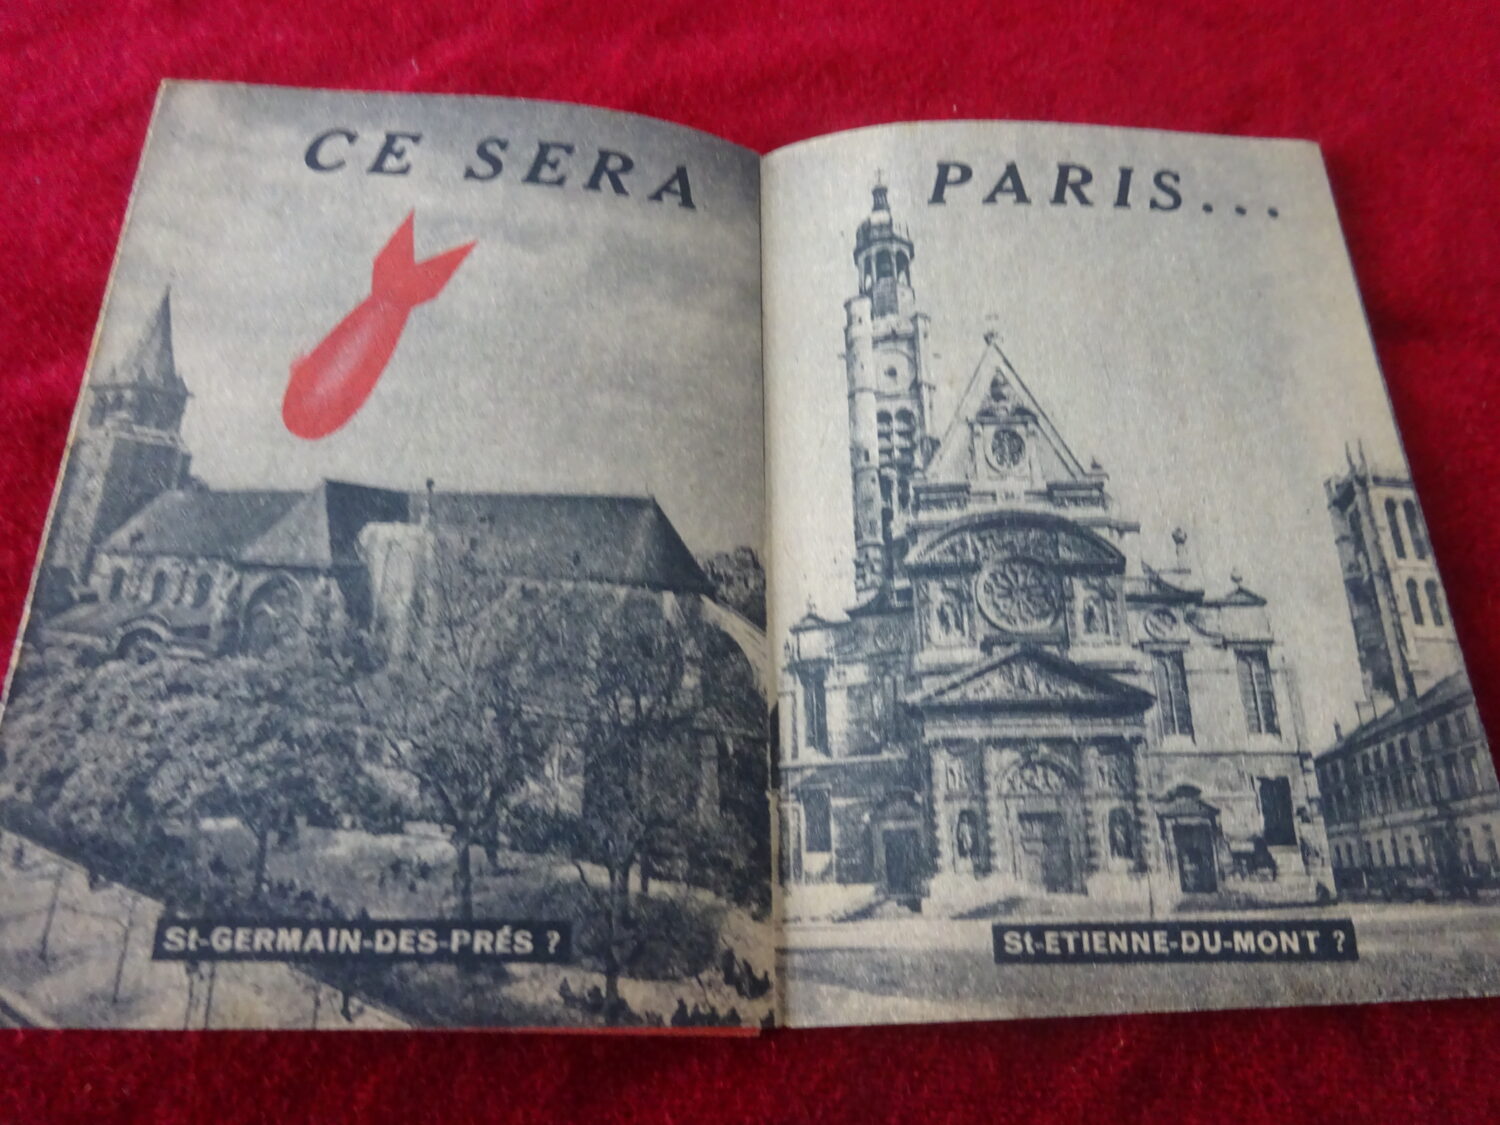 CE SERA PARIS...
St-GERMAIN-DES-PRÉS ?
St-ETIENNE-DU-MONT ?